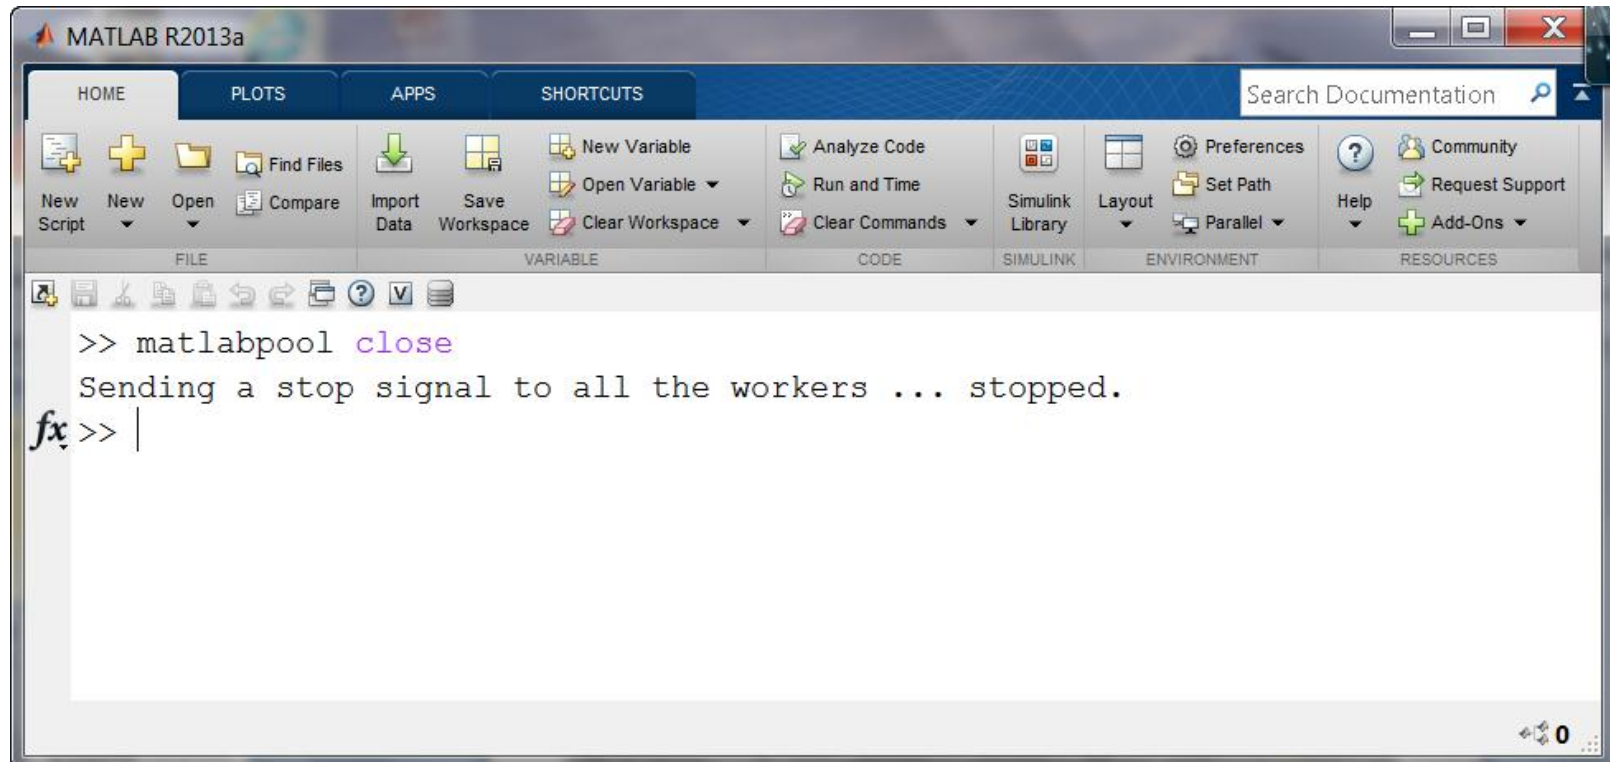 MATLAB R2013a
HOME PLOTS APPS SHORTCUTS Search Documentation
New Script
New
Open
Find Files
Compare
FILE
Import Data
Save Workspace
New Variable
Open Variable
Clear Workspace
VARIABLE
Analyze Code
Run and Time
Clear Commands
CODE
Simulink Library
SIMULINK
Layout
Preferences
Set Path
Parallel
ENVIRONMENT
Help
Community
Request Support
Add-Ons
RESOURCES
>> matlabpool close
Sending a stop signal to all the workers ... stopped.
fx >>
0